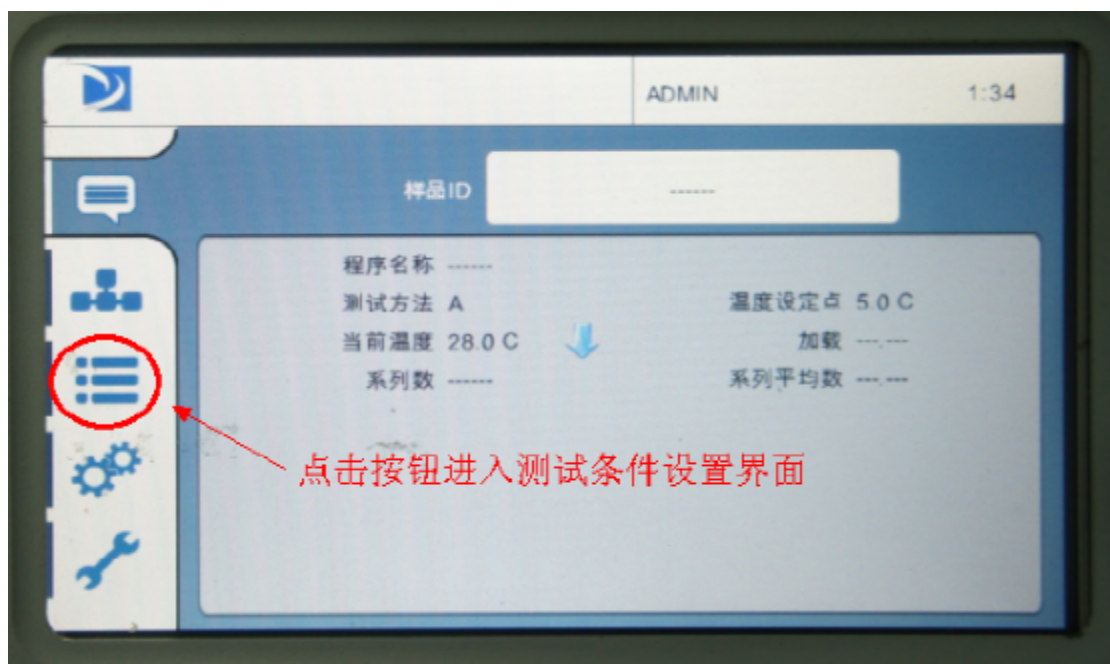 ADMIN 1:34
样品ID ------
程序名称 ------
测试方法 A 温度设定点 5.0 C
当前温度 28.0 C 加载 ---.---
系列数 ------ 系列平均数 ---.---
点击按钮进入测试条件设置界面